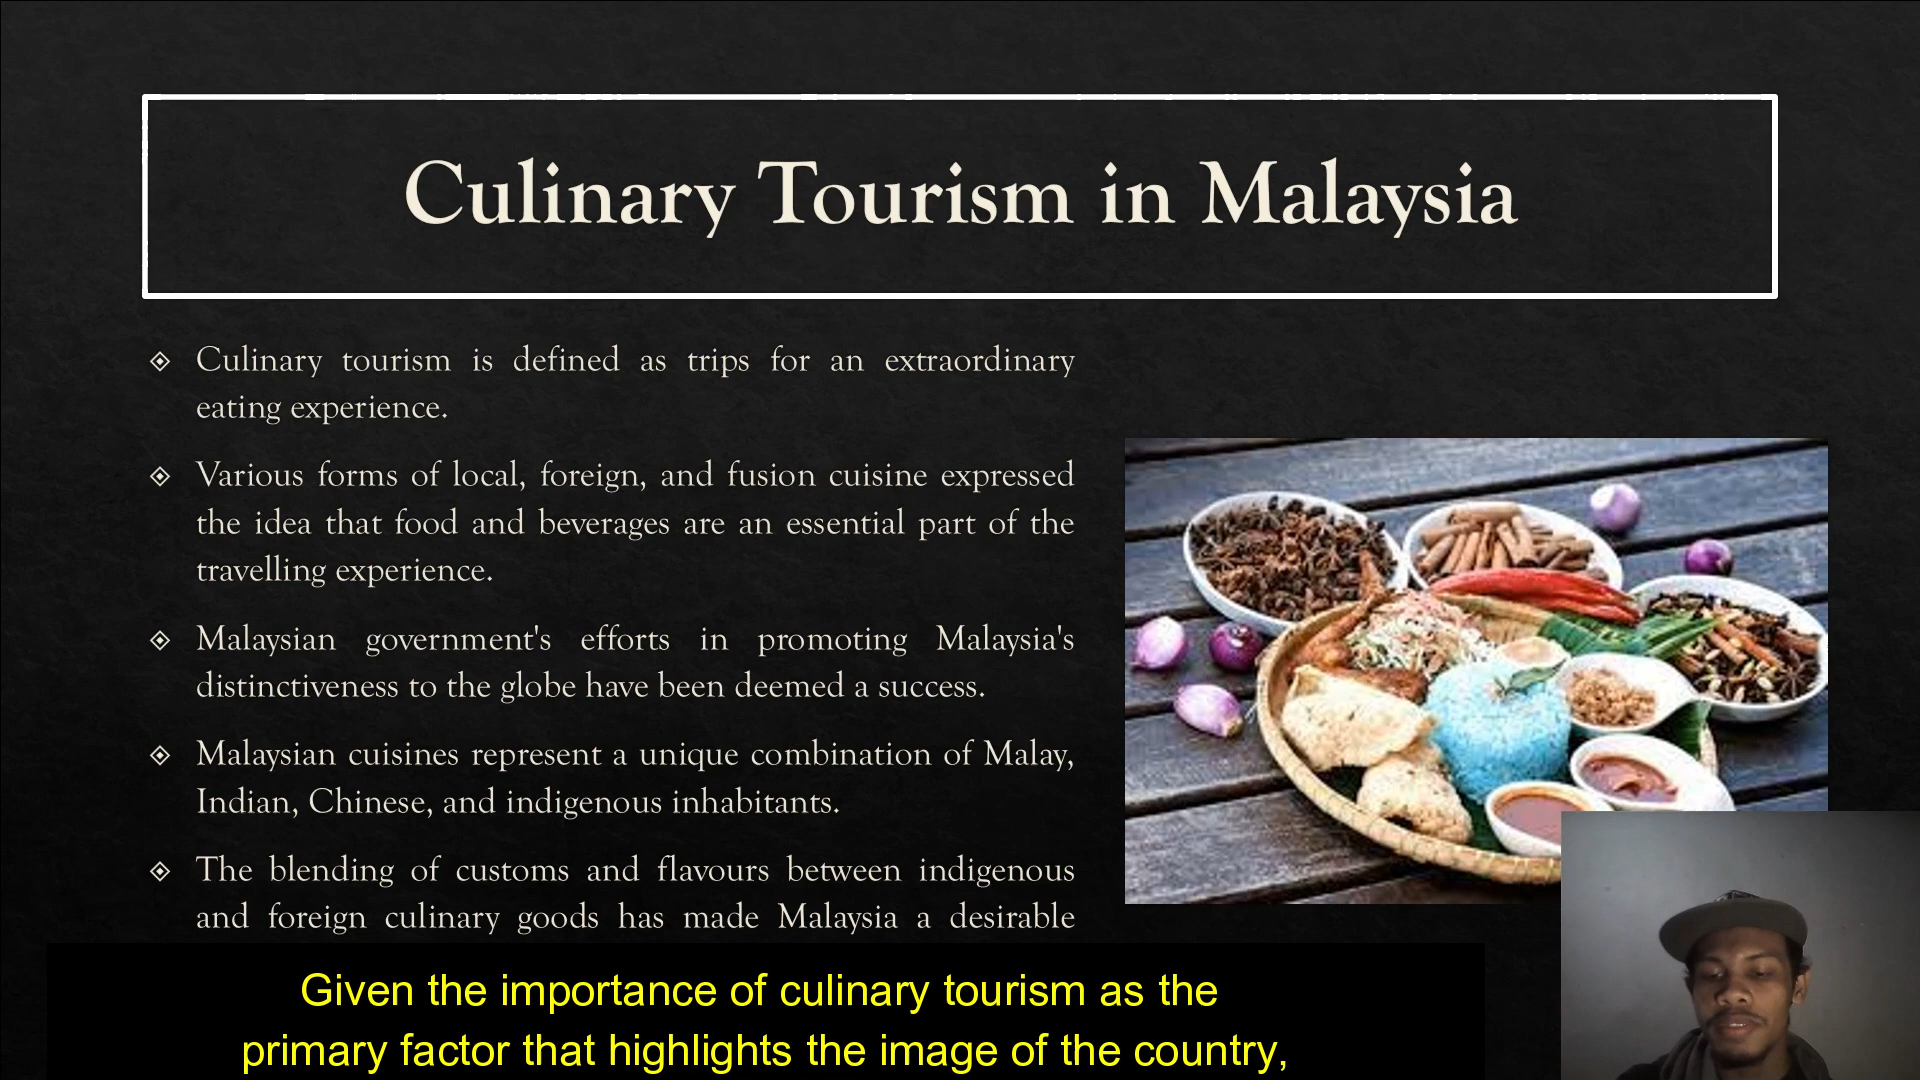 Culinary Tourism in Malaysia
Culinary tourism is defined as trips for an extraordinary
eating experience.
Various forms of local, foreign, and fusion cuisine expressed
the idea that food and beverages are an essential part of the
travelling experience.
Malaysian government's efforts in promoting Malaysia's
distinctiveness to the globe have been deemed a success.
Malaysian cuisines represent a unique combination of Malay,
Indian, Chinese, and indigenous inhabitants.
The blending of customs and flavours between indigenous
and foreign culinary goods has made Malaysia a desirable
Given the importance of culinary tourism as the
primary factor that highlights the image of the country,